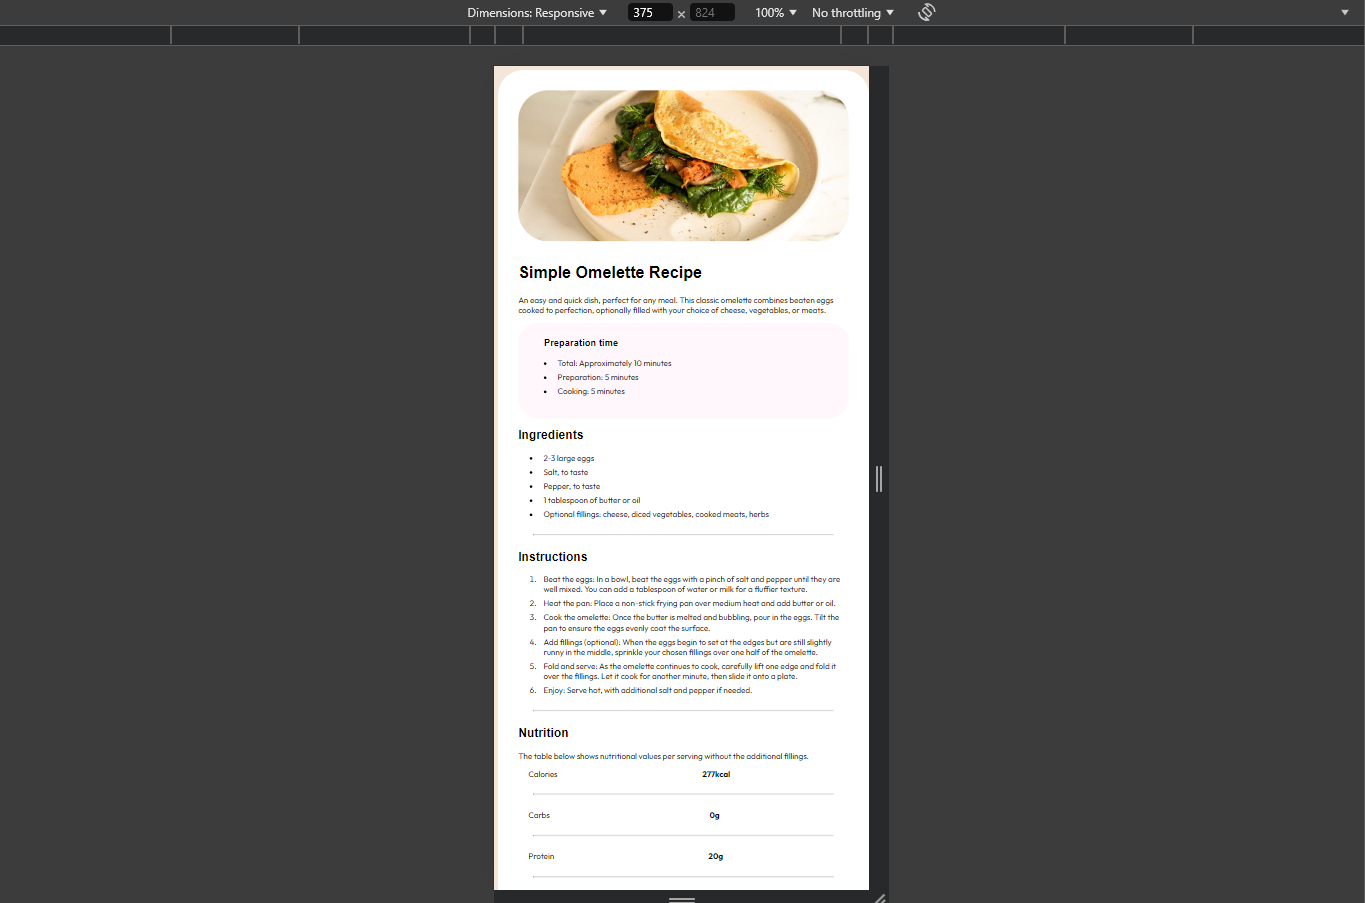 Dimensions: Responsive 375 × 824 100% No throttling
Simple Omelette Recipe
An easy and quick dish, perfect for any meal. This classic omelette combines beaten eggs
cooked to perfection, optionally filled with your choice of cheese, vegetables, or meats.
Preparation time
• Total: Approximately 10 minutes
• Preparation: 5 minutes
• Cooking: 5 minutes
Ingredients
• 2-3 large eggs
• Salt, to taste
• Pepper, to taste
• 1 tablespoon of butter or oil
• Optional fillings: cheese, diced vegetables, cooked meats, herbs
Instructions
1. Beat the eggs: In a bowl, beat the eggs with a pinch of salt and pepper until they are
well mixed. You can add a tablespoon of water or milk for a fluffier texture.
2. Heat the pan: Place a non-stick frying pan over medium heat and add butter or oil.
3. Cook the omelette: Once the butter is melted and bubbling, pour in the eggs. Tilt the
pan to ensure the eggs evenly coat the surface.
4. Add fillings (optional): When the eggs begin to set at the edges but are still slightly
runny in the middle, sprinkle your chosen fillings over one half of the omelette.
5. Fold and serve: As the omelette continues to cook, carefully lift one edge and fold it
over the fillings. Let it cook for another minute, then slide it onto a plate.
6. Enjoy: Serve hot, with additional salt and pepper if needed.
Nutrition
The table below shows nutritional values per serving without the additional fillings.
Calories 277kcal
Carbs 0g
Protein 20g